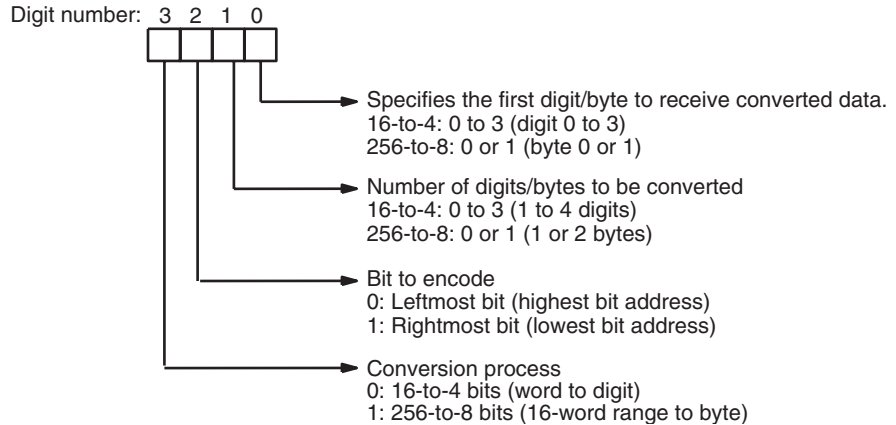 Digit number: 3 2 1 0
Specifies the first digit/byte to receive converted data.
16-to-4: 0 to 3 (digit 0 to 3)
256-to-8: 0 or 1 (byte 0 or 1)
Number of digits/bytes to be converted
16-to-4: 0 to 3 (1 to 4 digits)
256-to-8: 0 or 1 (1 or 2 bytes)
Bit to encode
0: Leftmost bit (highest bit address)
1: Rightmost bit (lowest bit address)
Conversion process
0: 16-to-4 bits (word to digit)
1: 256-to-8 bits (16-word range to byte)